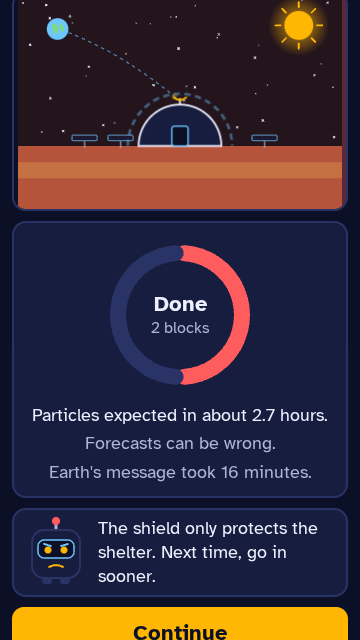 Done
2 blocks
Particles expected in about 2.7 hours.
Forecasts can be wrong.
Earth's message took 16 minutes.
The shield only protects the
shelter. Next time, go in
sooner.
Continue